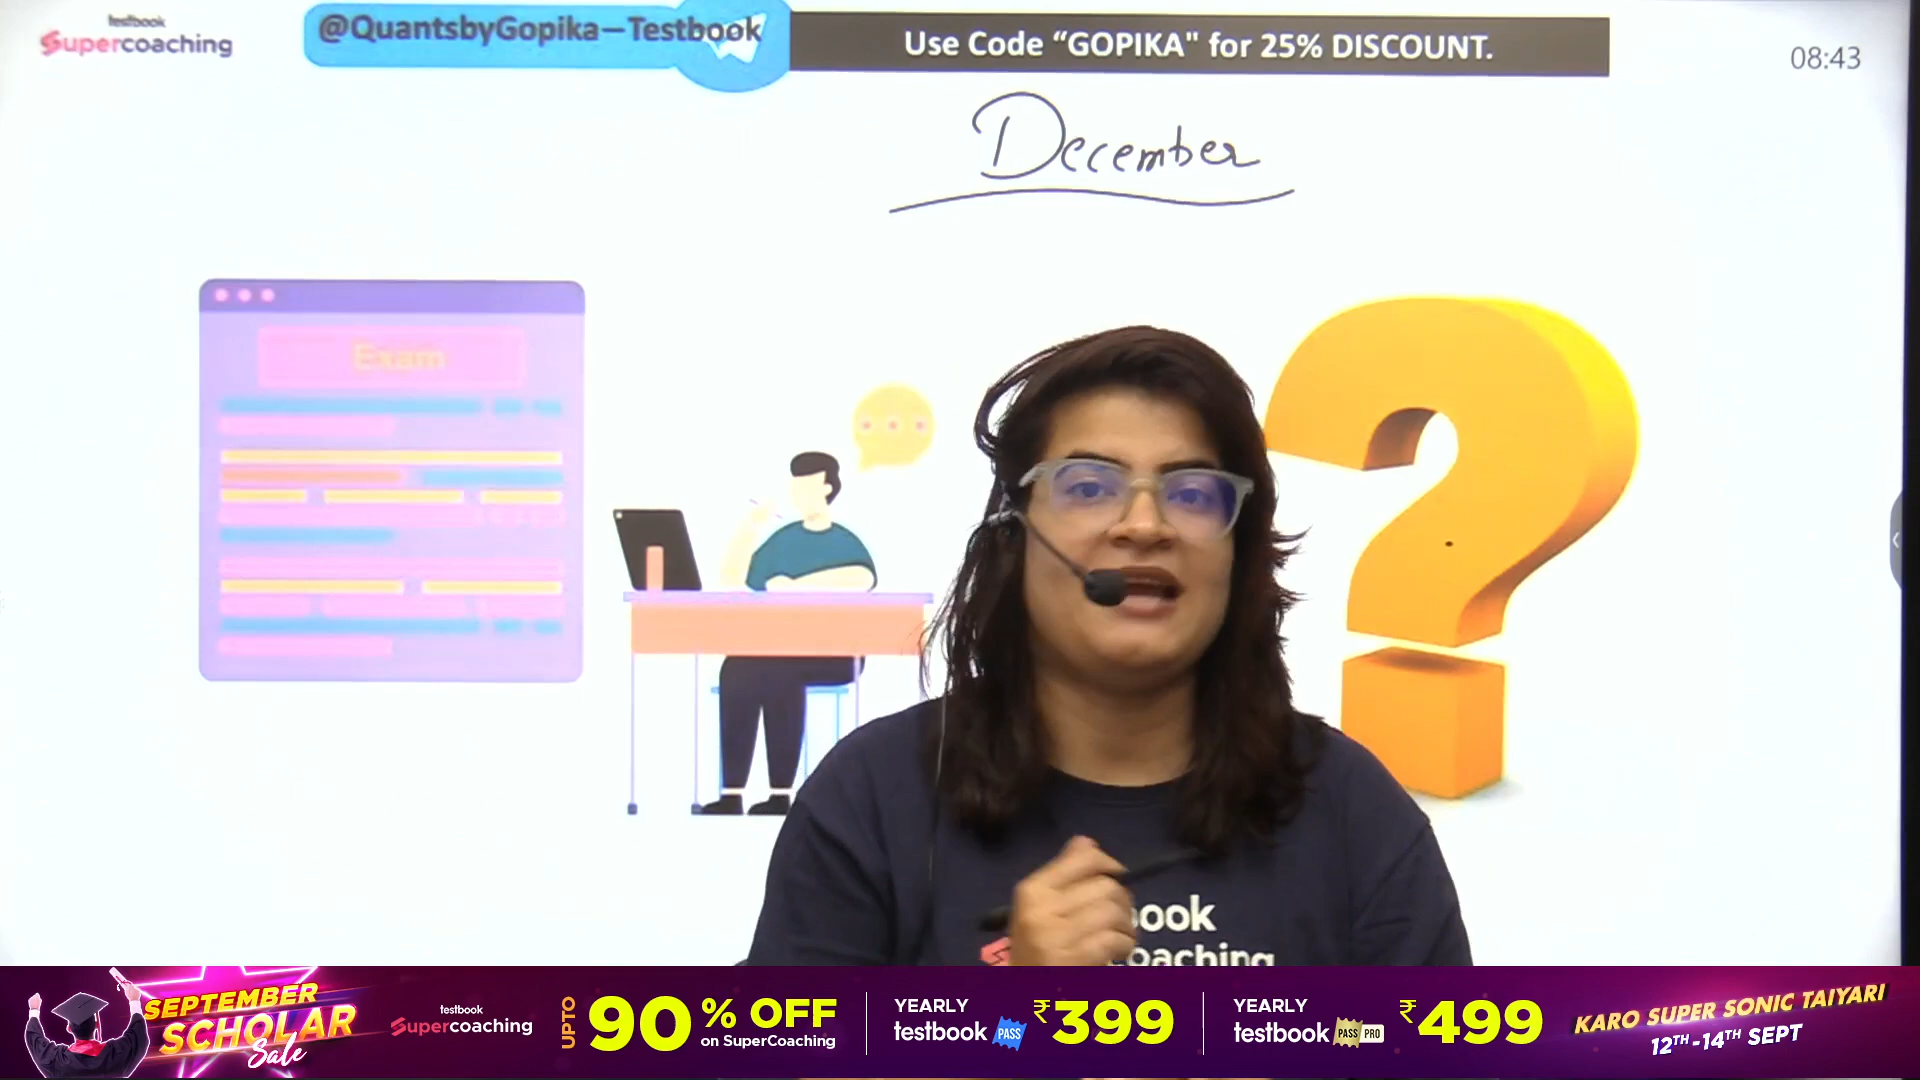 testbook
Supercoaching
@QuantsbyGopika—Testbook
Use Code “GOPIKA" for 25% DISCOUNT.
08:43
December
Exam
book
coaching
SEPTEMBER
SCHOLAR
Sale
testbook
Supercoaching
UPTO
90% OFF
on SuperCoaching
YEARLY
testbook PASS
₹399
YEARLY
testbook PASS PRO
₹499
KARO SUPER SONIC TAIYARI
12TH-14TH SEPT